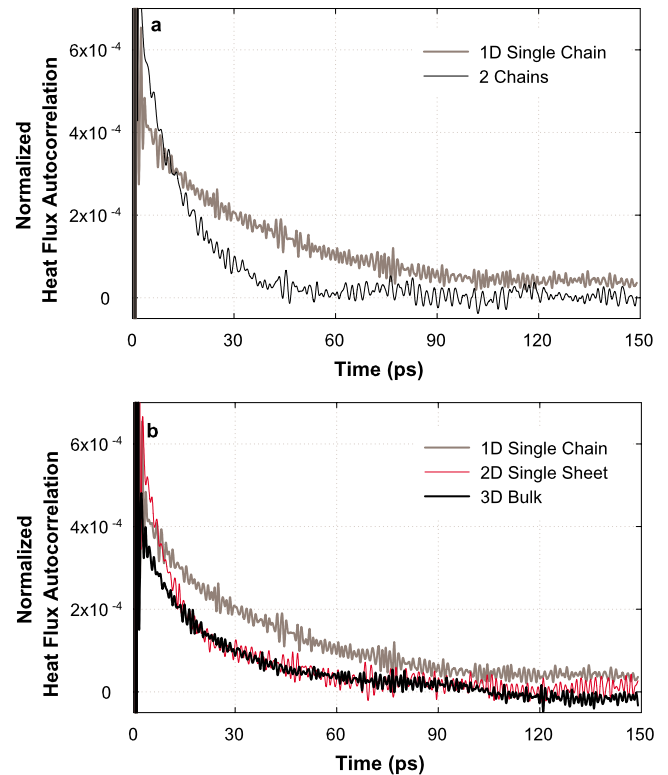 a
1D Single Chain
2 Chains
Normalized
Heat Flux Autocorrelation
6x10⁻⁴
4x10⁻⁴
2x10⁻⁴
0
0 30 60 90 120 150
Time (ps)
b
1D Single Chain
2D Single Sheet
3D Bulk
Normalized
Heat Flux Autocorrelation
6x10⁻⁴
4x10⁻⁴
2x10⁻⁴
0
0 30 60 90 120 150
Time (ps)